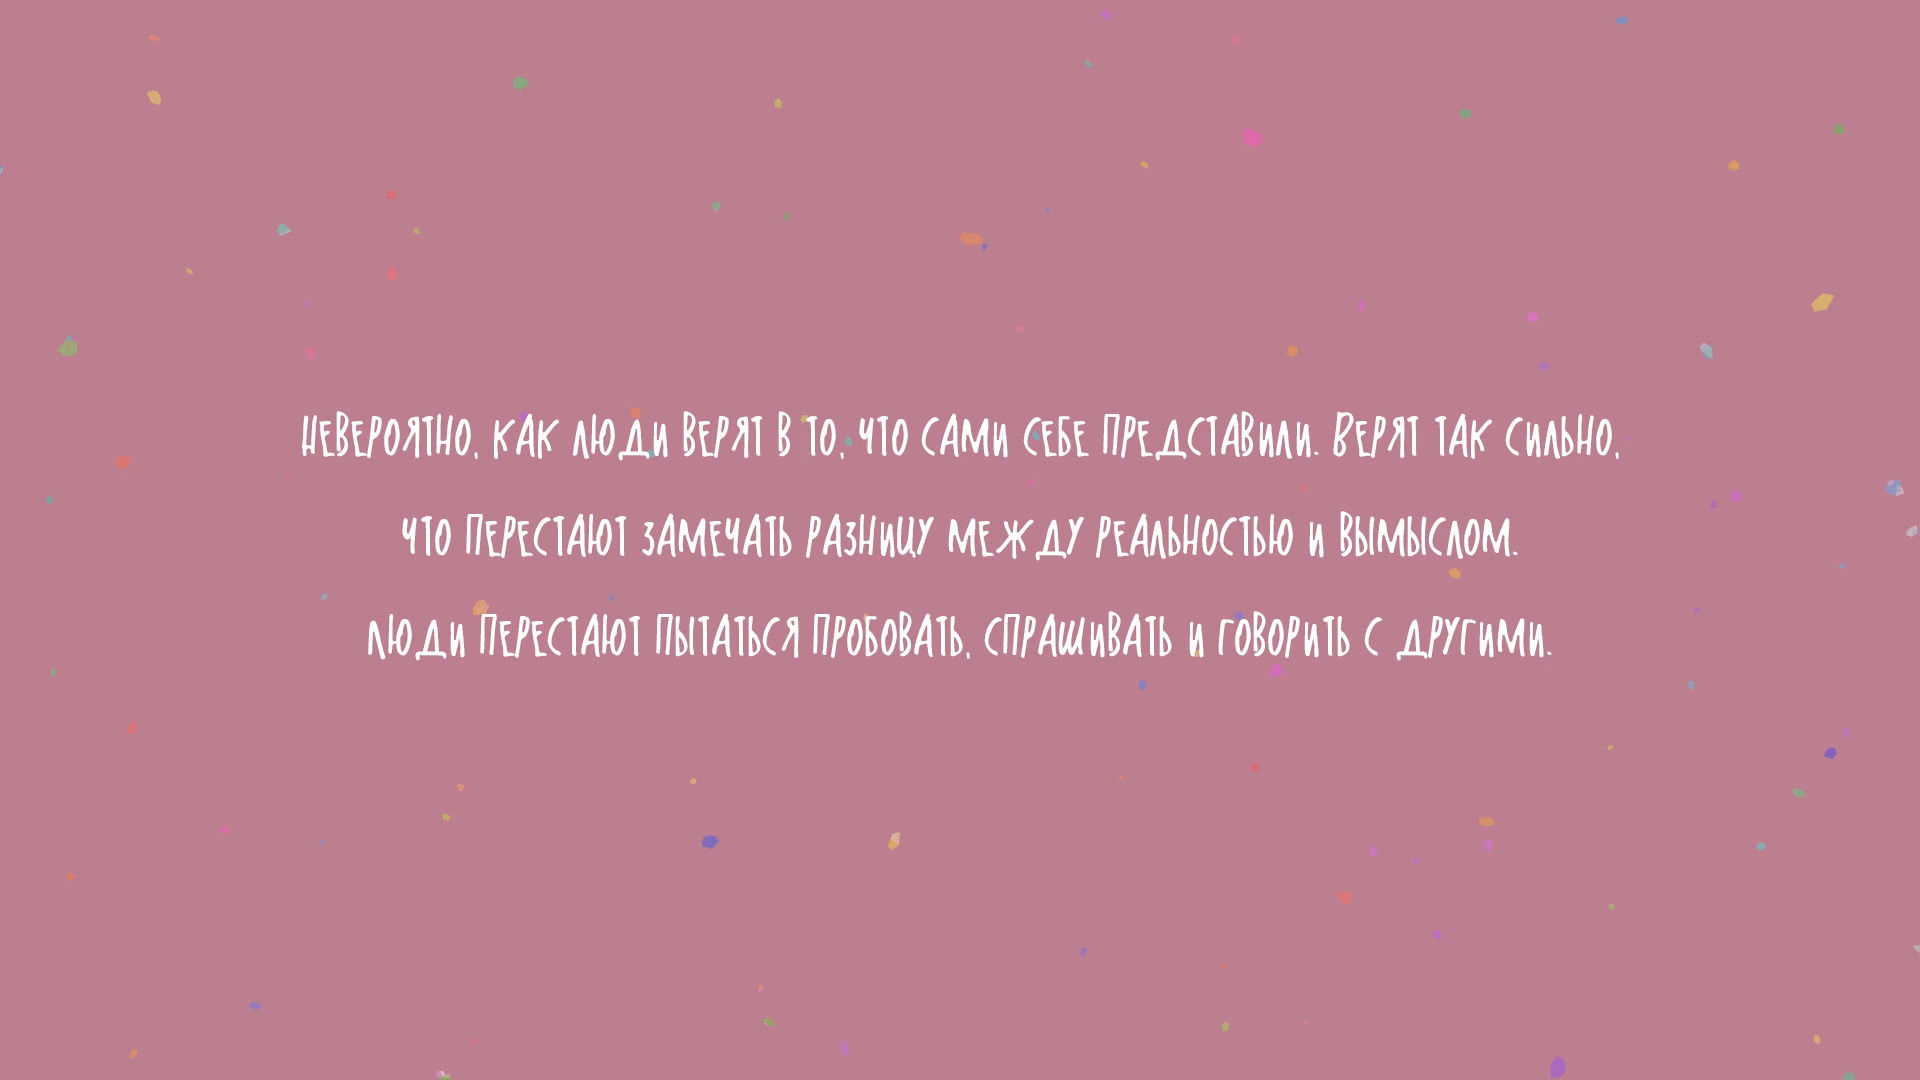 Невероятно, как люди верят в то, что сами себе представили. Верят так сильно,
что перестают замечать разницу между реальностью и вымыслом.
Люди перестают пытаться пробовать, спрашивать и говорить с другими.